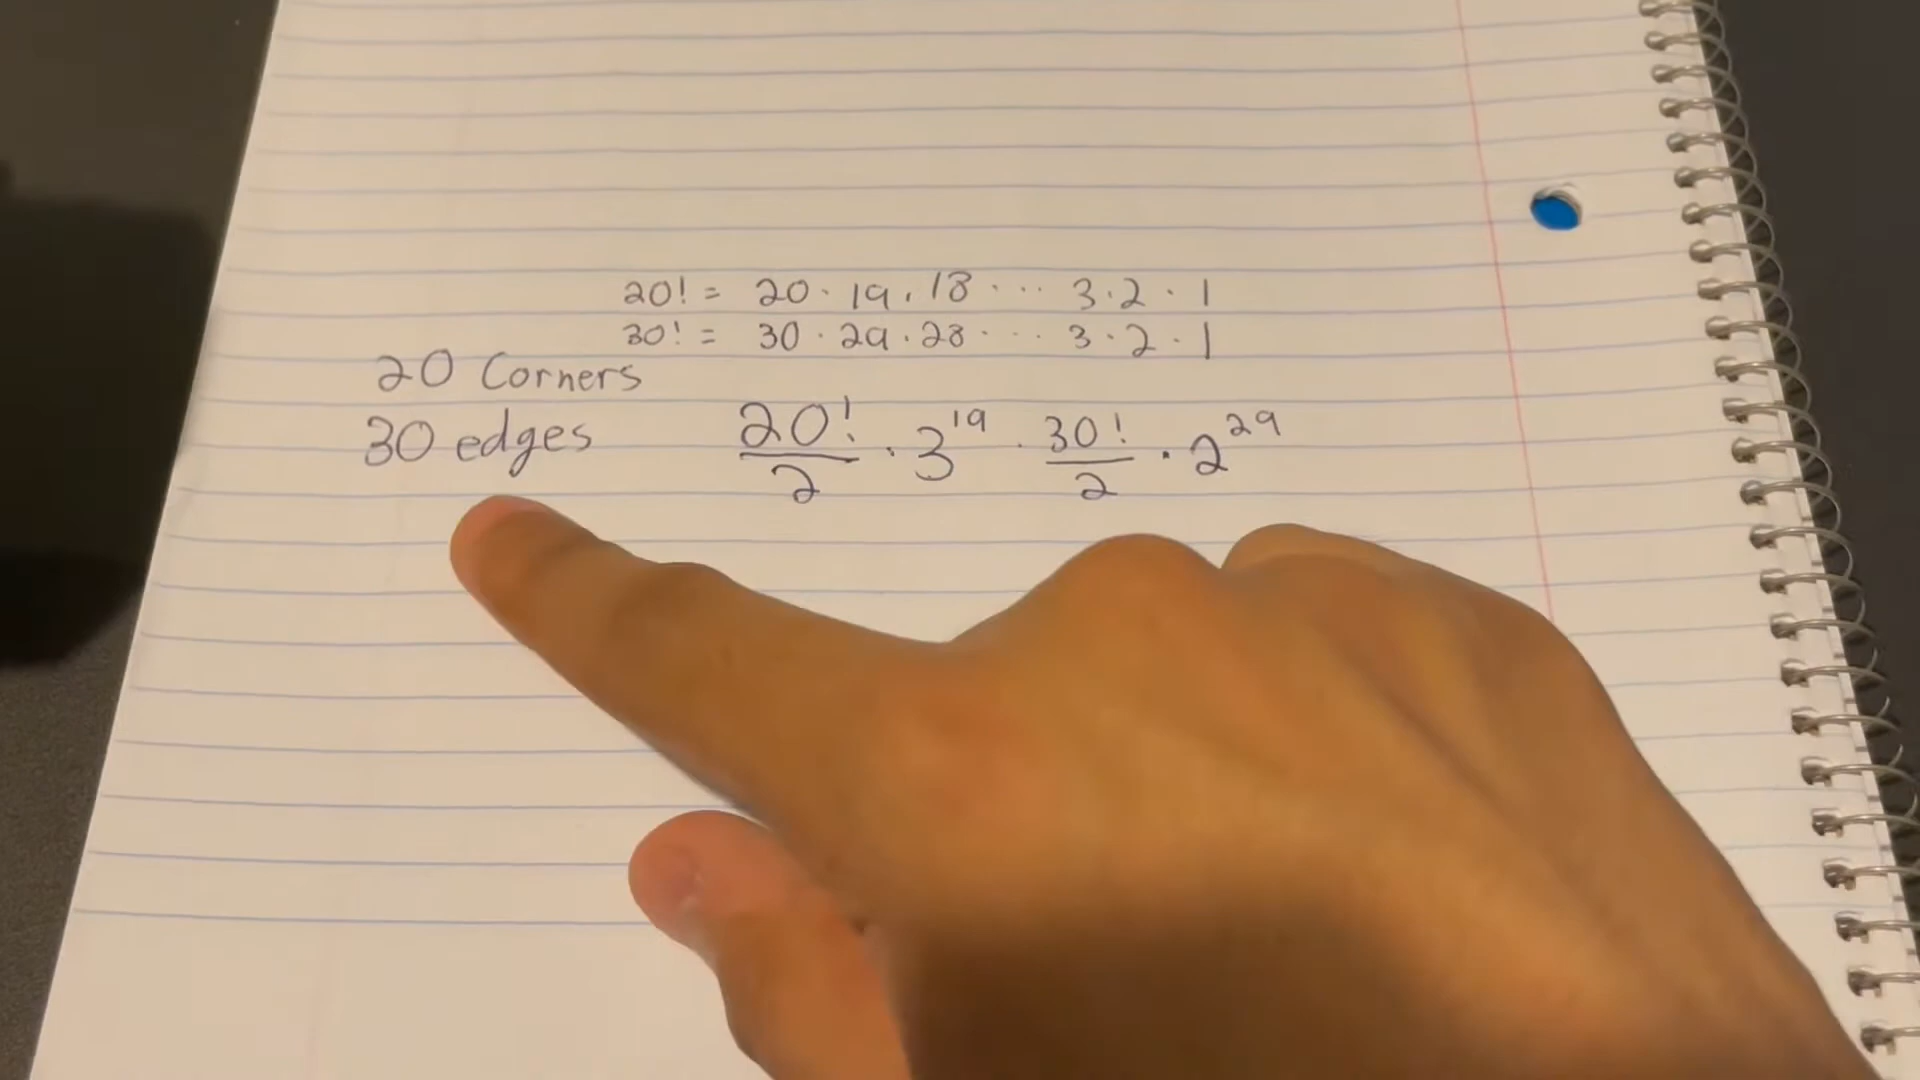 20! = 20 · 19 · 18 · ... 3 · 2 · 1
30! = 30 · 29 · 28 · ... 3 · 2 · 1
20 Corners
30 edges
20!/2 · 3^19 · 30!/2 · 2^29